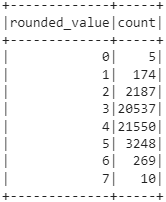 +-------------+-----+
|rounded_value|count|
+-------------+-----+
|            0|    5|
|            1|  174|
|            2| 2187|
|            3|20537|
|            4|21550|
|            5| 3248|
|            6|  269|
|            7|   10|
+-------------+-----+